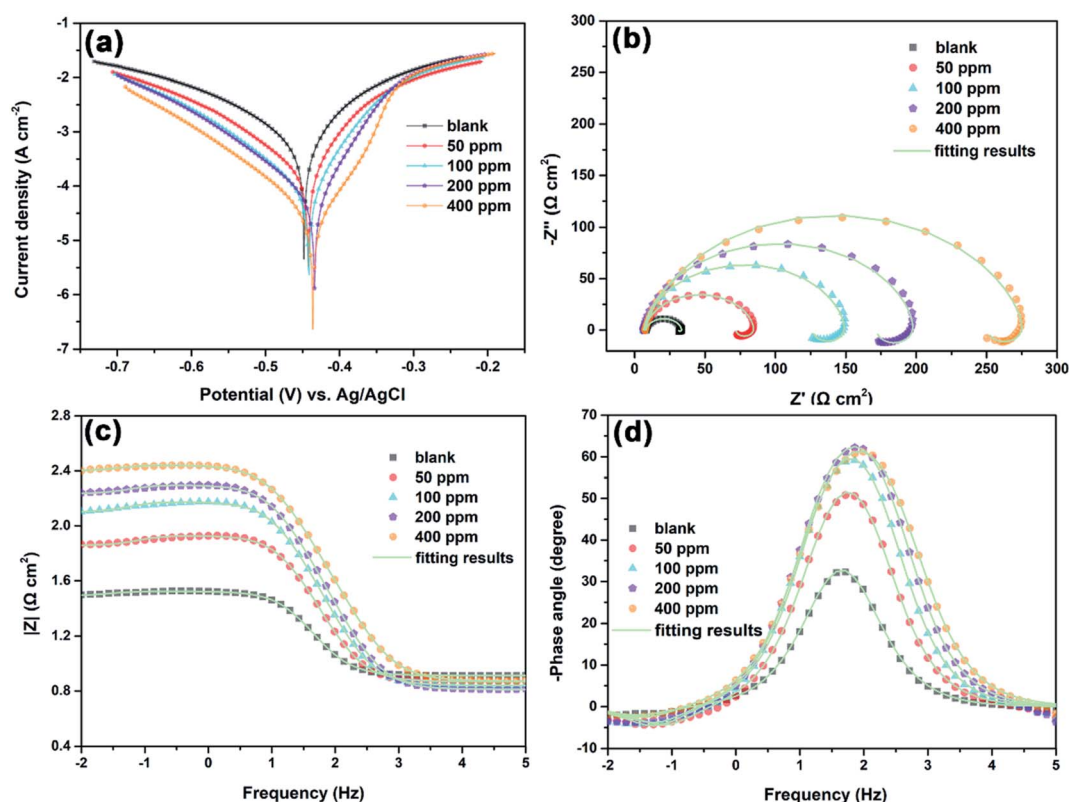 (a)
-1
-2
-3
-4
-5
-6
-7
Current density (A cm-2)
blank
50 ppm
100 ppm
200 ppm
400 ppm
-0.7 -0.6 -0.5 -0.4 -0.3 -0.2
Potential (V) vs. Ag/AgCl
(b)
300
250
200
150
100
50
0
-Z'' (Ω cm2)
blank
50 ppm
100 ppm
200 ppm
400 ppm
fitting results
0 50 100 150 200 250 300
Z' (Ω cm2)
(c)
2.8
2.4
2.0
1.6
1.2
0.8
0.4
|Z| (Ω cm2)
blank
50 ppm
100 ppm
200 ppm
400 ppm
fitting results
-2 -1 0 1 2 3 4 5
Frequency (Hz)
(d)
70
60
50
40
30
20
10
0
-10
-Phase angle (degree)
blank
50 ppm
100 ppm
200 ppm
400 ppm
fitting results
-2 -1 0 1 2 3 4 5
Frequency (Hz)